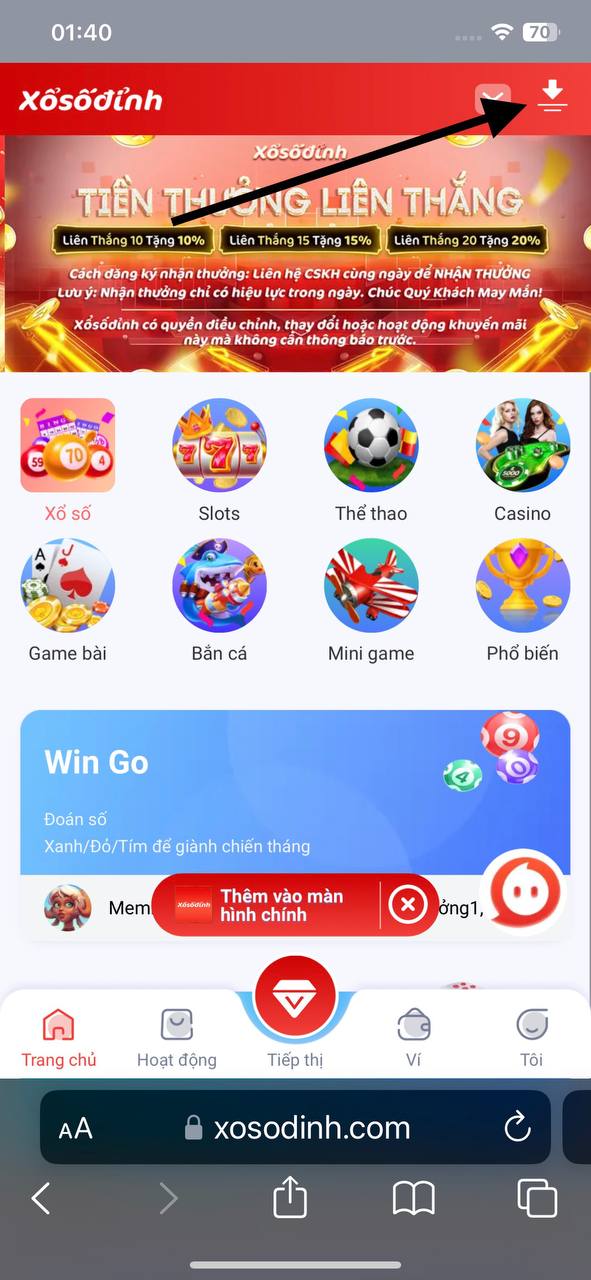 01:40
70
Xổsốđỉnh
Xổsốđỉnh
TIỀN THƯỞNG LIÊN THẮNG
Liên Thắng 10 Tặng 10%
Liên Thắng 15 Tặng 15%
Liên Thắng 20 Tặng 20%
Cách đăng ký nhận thưởng: Liên hệ CSKH cùng ngày để NHẬN THƯỞNG
Lưu ý: Nhận thưởng chỉ có hiệu lực trong ngày. Chúc Quý Khách May Mắn!
Xổsốđỉnh có quyền điều chỉnh, thay đổi hoặc hoạt động khuyến mãi
này mà không cần thông báo trước.
BINGO
59
70
4
777
5000
Xổ số
Slots
Thể thao
Casino
A
J
Game bài
Bắn cá
Mini game
Phổ biến
9
4
0
Win Go
Đoán số
Xanh/Đỏ/Tím để giành chiến thắng
Mem
Xổsốđỉnh
Thêm vào màn
hình chính
ởng1,
Trang chủ
Hoạt động
Tiếp thị
Ví
Tôi
AA
xosodinh.com